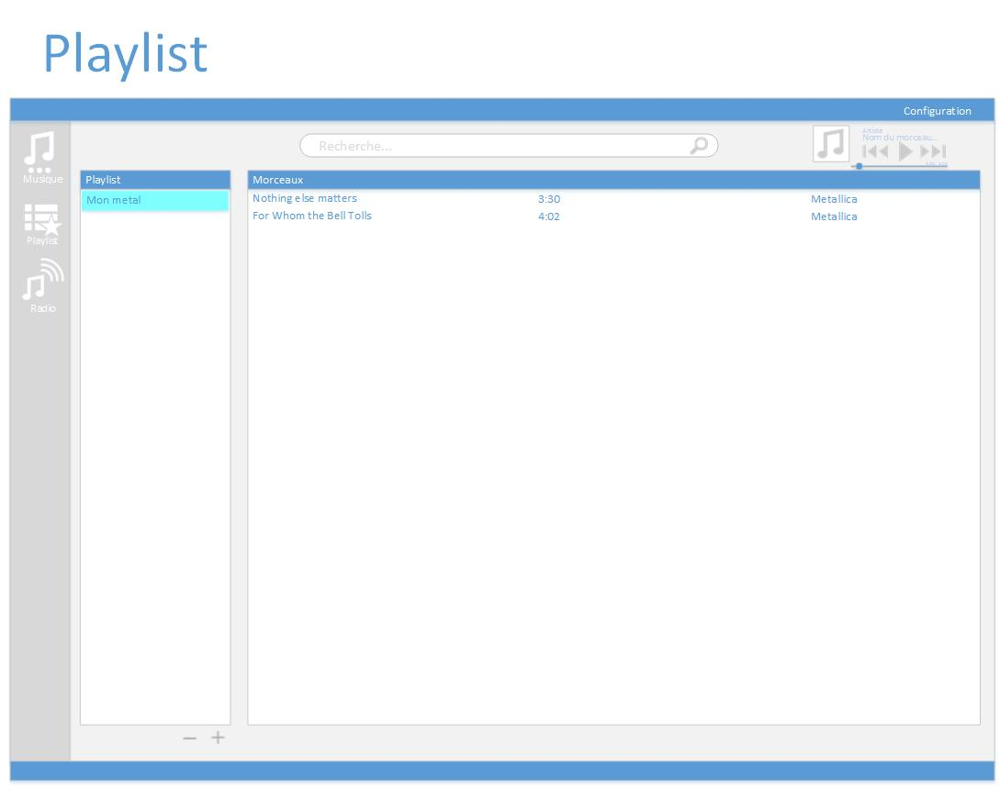 Playlist
Configuration
Musique
Playlist
Radio
Recherche...
Artiste
Nom du morceau...
Playlist
Mon metal
Morceaux
Nothing else matters 3:30 Metallica
For Whom the Bell Tolls 4:02 Metallica